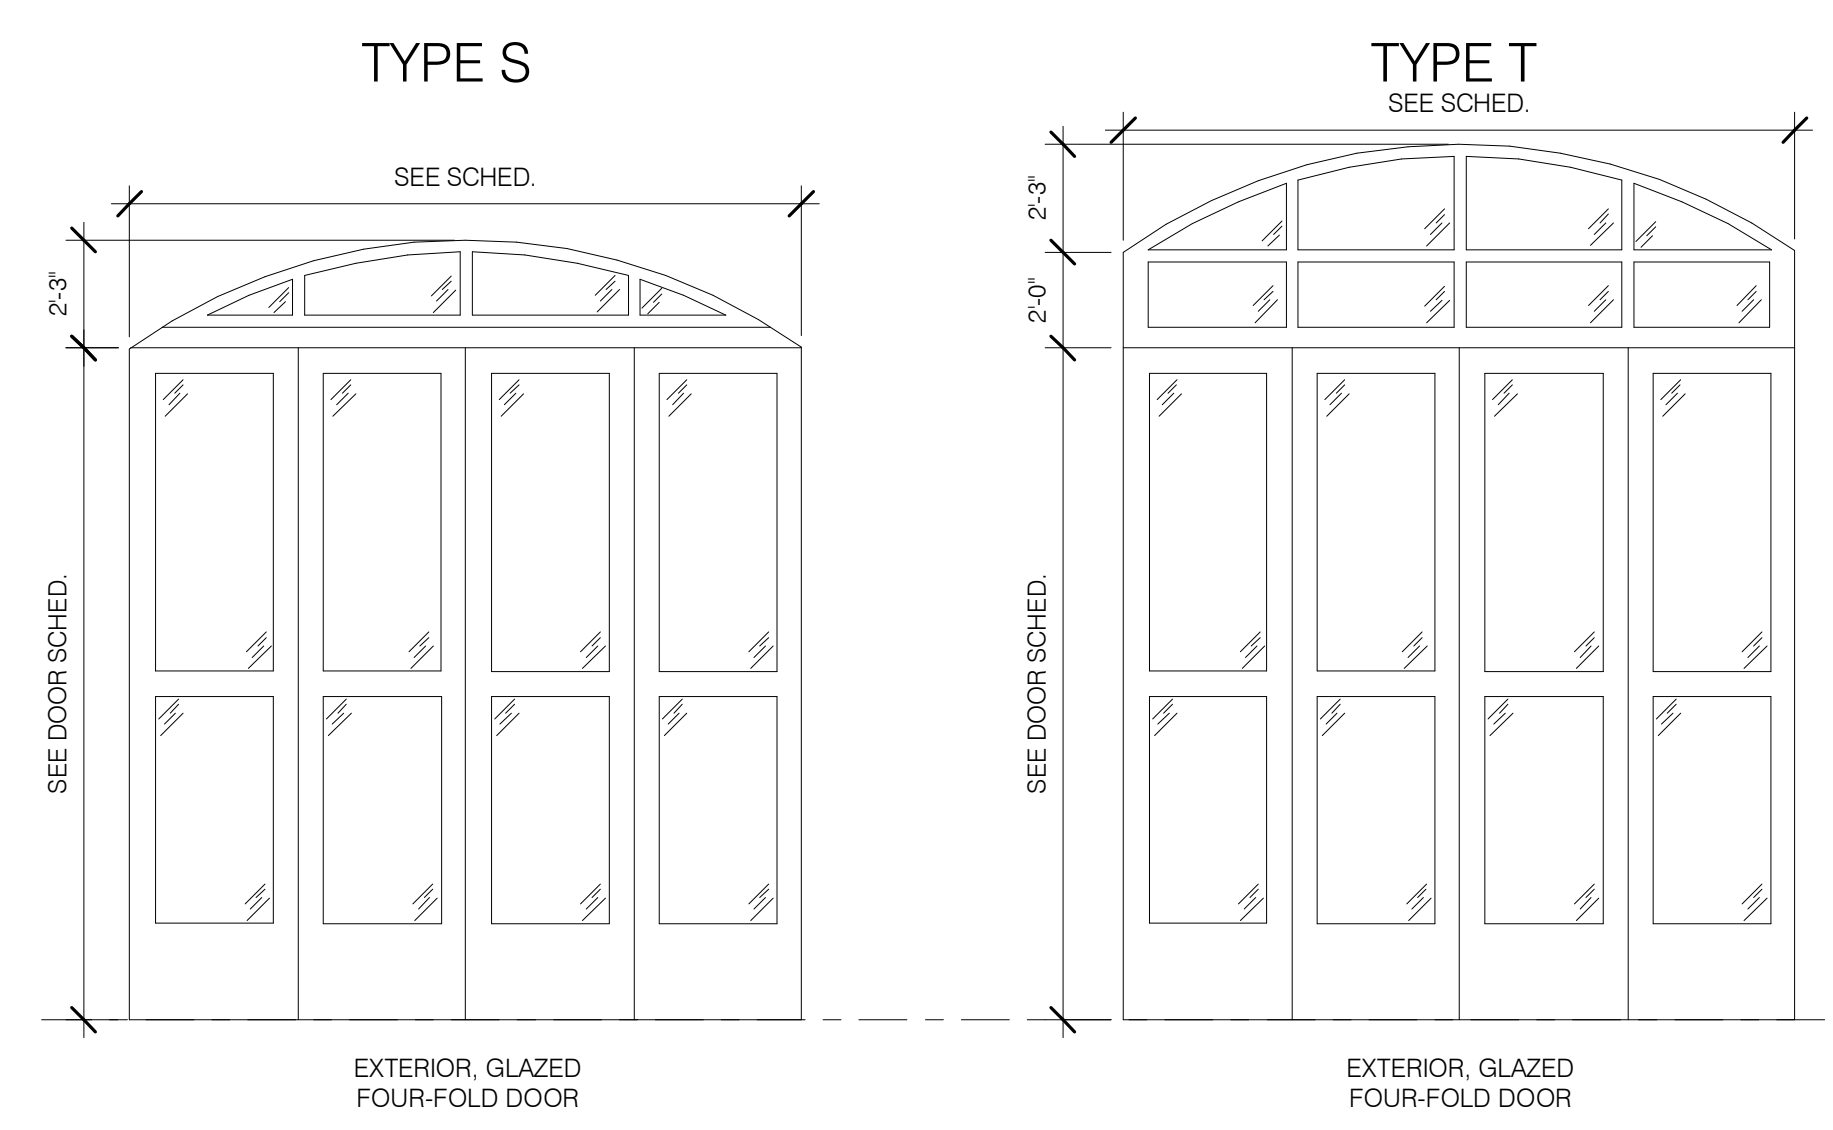 TYPE S
SEE SCHED.
2'-3"
SEE DOOR SCHED.
EXTERIOR, GLAZED
FOUR-FOLD DOOR
TYPE T
SEE SCHED.
2'-3"
2'-0"
SEE DOOR SCHED.
EXTERIOR, GLAZED
FOUR-FOLD DOOR